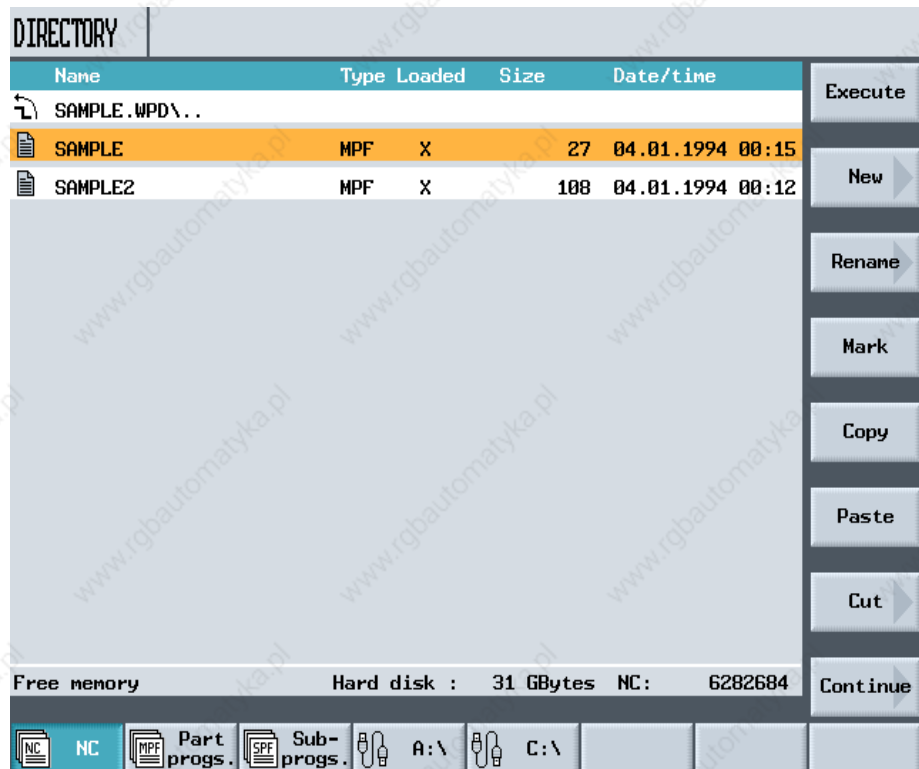 DIRECTORY
Name Type Loaded Size Date/time
SAMPLE.WPD\..
SAMPLE MPF X 27 04.01.1994 00:15
SAMPLE2 MPF X 108 04.01.1994 00:12
Execute
New
Rename
Mark
Copy
Paste
Cut
Continue
Free memory Hard disk : 31 GBytes NC: 6282684
NC NC
MPF Part progs.
SPF Sub- progs.
A:\
C:\
www.rgbautomatyka.pl